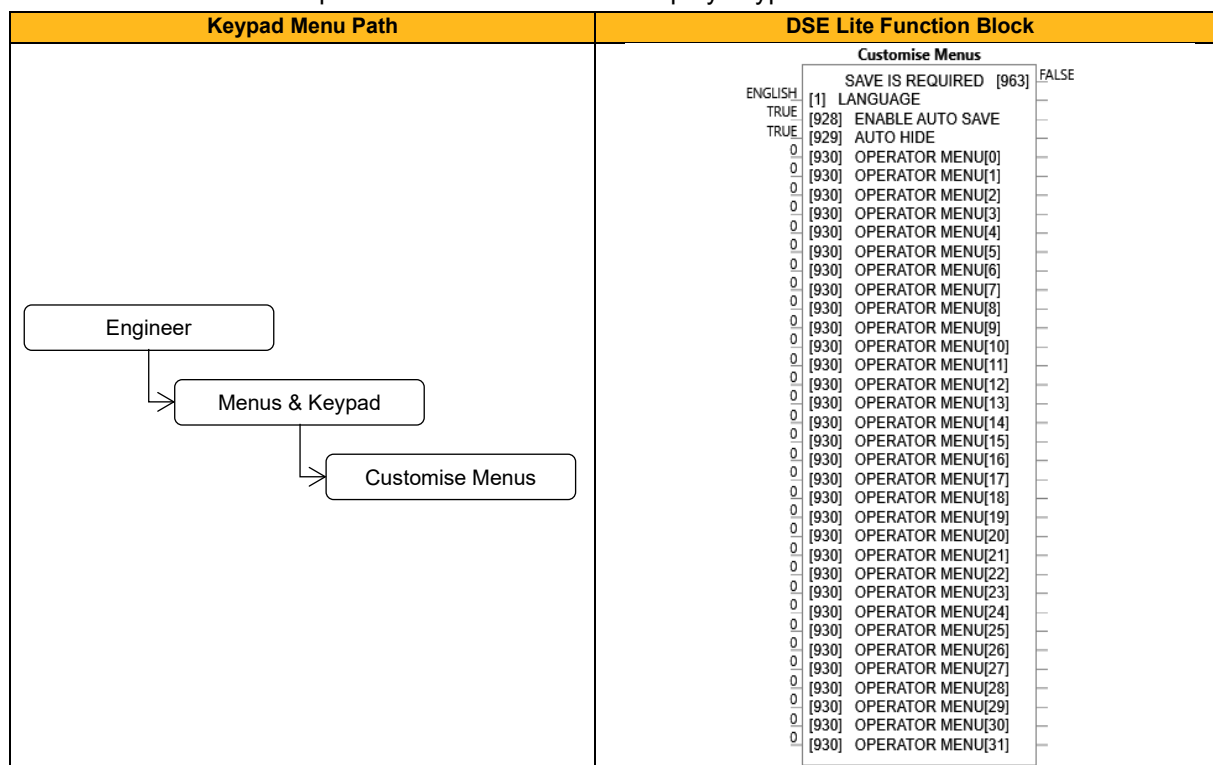 Keypad Menu Path
DSE Lite Function Block
Engineer
Menus & Keypad
Customise Menus
Customise Menus
SAVE IS REQUIRED [963] FALSE
ENGLISH [1] LANGUAGE
TRUE [928] ENABLE AUTO SAVE
TRUE [929] AUTO HIDE
0 [930] OPERATOR MENU[0]
0 [930] OPERATOR MENU[1]
0 [930] OPERATOR MENU[2]
0 [930] OPERATOR MENU[3]
0 [930] OPERATOR MENU[4]
0 [930] OPERATOR MENU[5]
0 [930] OPERATOR MENU[6]
0 [930] OPERATOR MENU[7]
0 [930] OPERATOR MENU[8]
0 [930] OPERATOR MENU[9]
0 [930] OPERATOR MENU[10]
0 [930] OPERATOR MENU[11]
0 [930] OPERATOR MENU[12]
0 [930] OPERATOR MENU[13]
0 [930] OPERATOR MENU[14]
0 [930] OPERATOR MENU[15]
0 [930] OPERATOR MENU[16]
0 [930] OPERATOR MENU[17]
0 [930] OPERATOR MENU[18]
0 [930] OPERATOR MENU[19]
0 [930] OPERATOR MENU[20]
0 [930] OPERATOR MENU[21]
0 [930] OPERATOR MENU[22]
0 [930] OPERATOR MENU[23]
0 [930] OPERATOR MENU[24]
0 [930] OPERATOR MENU[25]
0 [930] OPERATOR MENU[26]
0 [930] OPERATOR MENU[27]
0 [930] OPERATOR MENU[28]
0 [930] OPERATOR MENU[29]
0 [930] OPERATOR MENU[30]
0 [930] OPERATOR MENU[31]